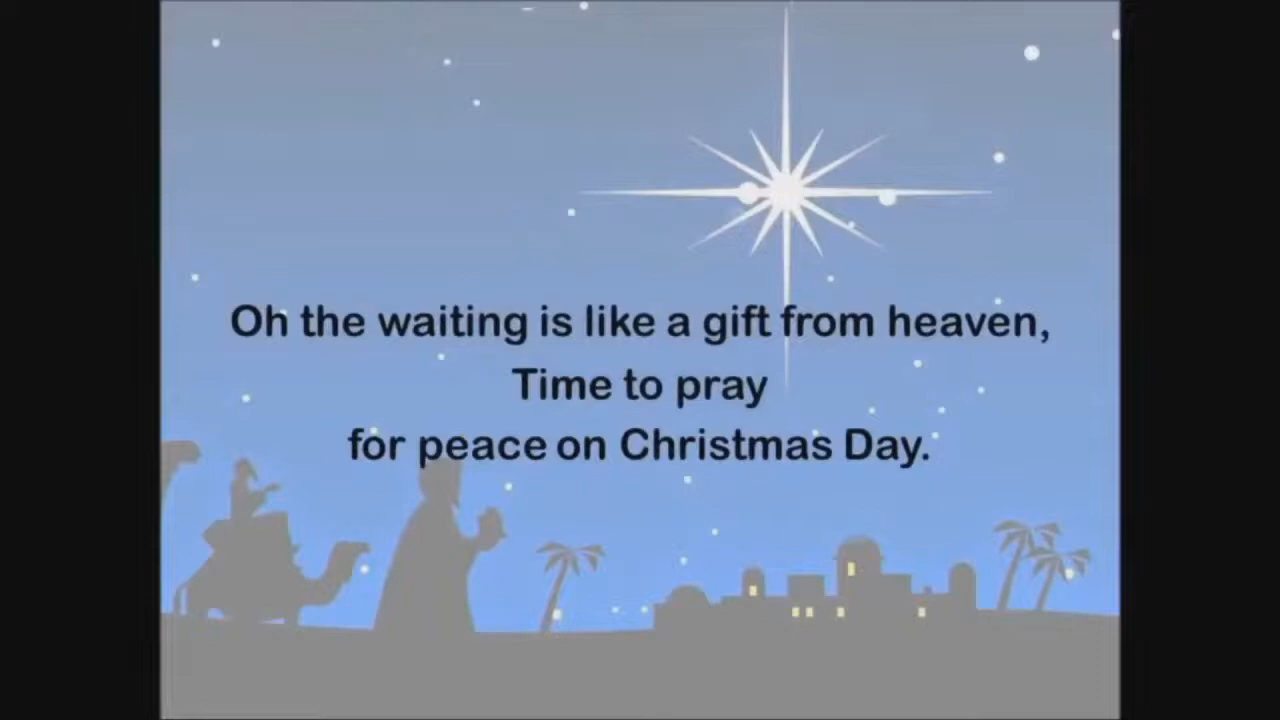 Oh the waiting is like a gift from heaven,
Time to pray
for peace on Christmas Day.